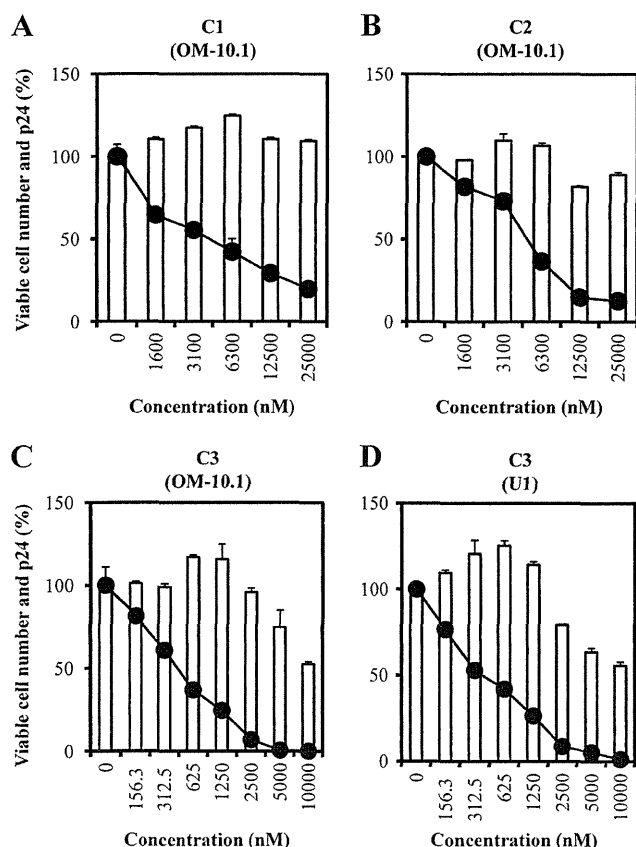 A
C1
(OM-10.1)
Viable cell number and p24 (%)
150
100
50
0
0
1600
3100
6300
12500
25000
Concentration (nM)
B
C2
(OM-10.1)
150
100
50
0
0
1600
3100
6300
12500
25000
Concentration (nM)
C
C3
(OM-10.1)
Viable cell number and p24 (%)
150
100
50
0
0
156.3
312.5
625
1250
2500
5000
10000
Concentration (nM)
D
C3
(U1)
150
100
50
0
0
156.3
312.5
625
1250
2500
5000
10000
Concentration (nM)